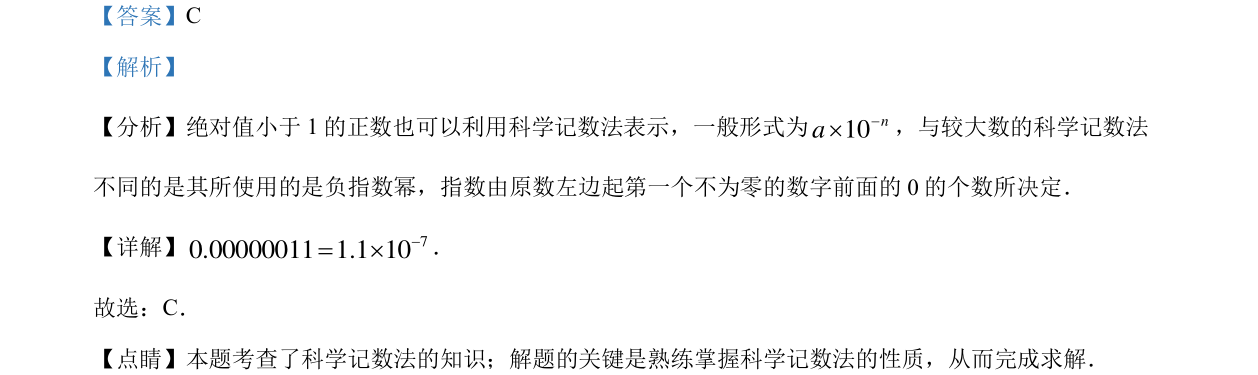 【答案】C
【解析】
【分析】绝对值小于 1 的正数也可以利用科学记数法表示，一般形式为 a×10⁻ⁿ，与较大数的科学记数法
不同的是其所使用的是负指数幂，指数由原数左边起第一个不为零的数字前面的 0 的个数所决定．
【详解】0.00000011=1.1×10⁻⁷．
故选：C．
【点睛】本题考查了科学记数法的知识；解题的关键是熟练掌握科学记数法的性质，从而完成求解．